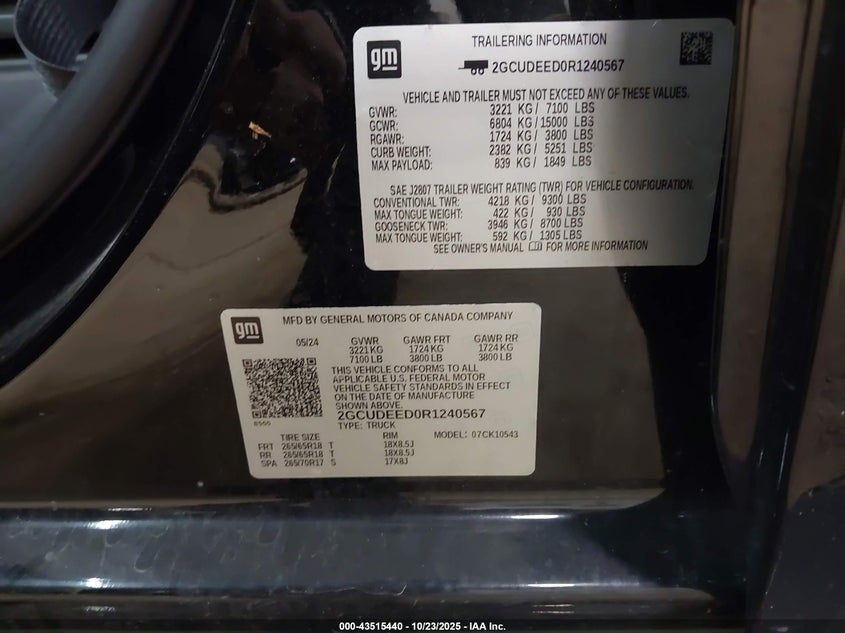 gm
TRAILERING INFORMATION
2GCUDEED0R1240567
VEHICLE AND TRAILER MUST NOT EXCEED ANY OF THESE VALUES.
GVWR: 3221 KG / 7100 LBS
GCWR: 6804 KG / 15000 LBS
RGAWR: 1724 KG / 3800 LBS
CURB WEIGHT: 2382 KG / 5251 LBS
MAX PAYLOAD: 839 KG / 1849 LBS
SAE J2807 TRAILER WEIGHT RATING (TWR) FOR VEHICLE CONFIGURATION.
CONVENTIONAL TWR: 4218 KG / 9300 LBS
MAX TONGUE WEIGHT: 422 KG / 930 LBS
GOOSENECK TWR: 3946 KG / 8700 LBS
MAX TONGUE WEIGHT: 592 KG / 1305 LBS
SEE OWNER'S MANUAL FOR MORE INFORMATION
gm
MFD BY GENERAL MOTORS OF CANADA COMPANY
05/24 GVWR GAWR FRT GAWR RR
3221 KG 1724 KG 1724 KG
7100 LB 3800 LB 3800 LB
THIS VEHICLE CONFORMS TO ALL
APPLICABLE U.S. FEDERAL MOTOR
VEHICLE SAFETY STANDARDS IN EFFECT
ON THE DATE OF MANUFACTURE
SHOWN ABOVE.
2GCUDEED0R1240567
TYPE: TRUCK
MODEL: 07CK10543
TIRE SIZE RIM
FRT 265/65R18 T 18X8.5J
RR 265/65R18 T 18X8.5J
SPA 265/70R17 S 17X8J
000-43515440 - 10/23/2025 - IAA Inc.